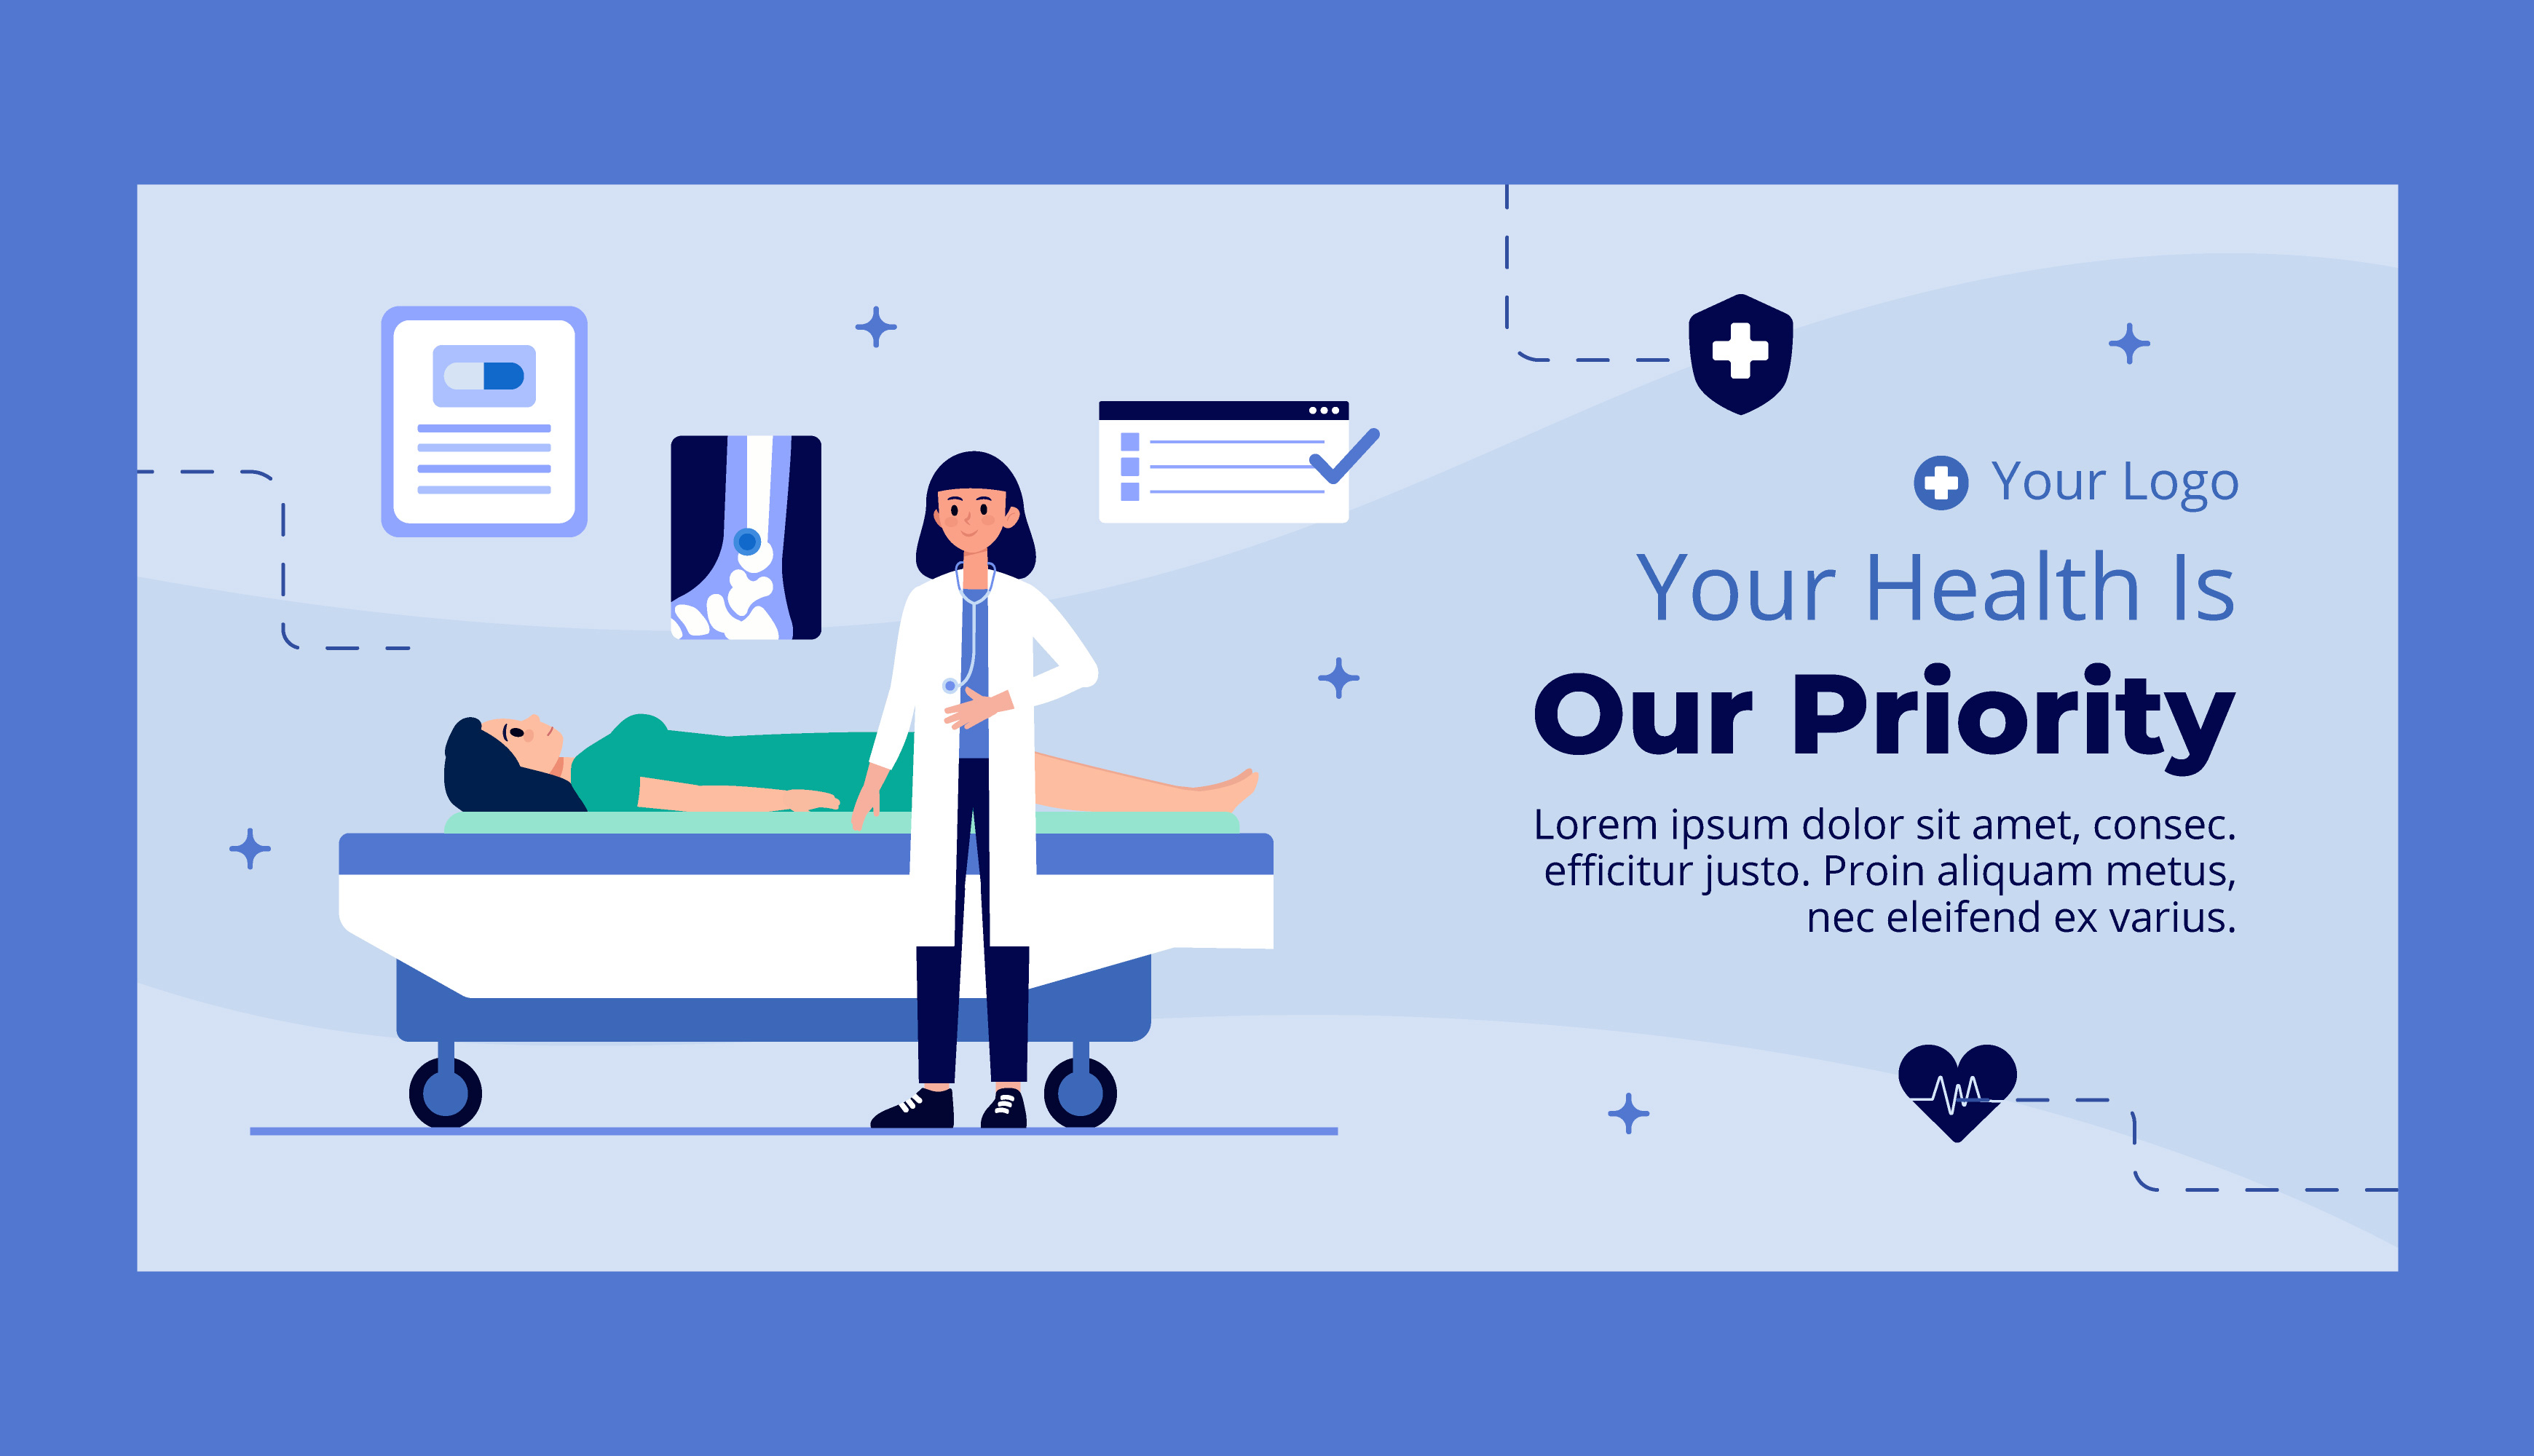 Your Logo
Your Health Is
Our Priority
Lorem ipsum dolor sit amet, consec.
efficitur justo. Proin aliquam metus,
nec eleifend ex varius.